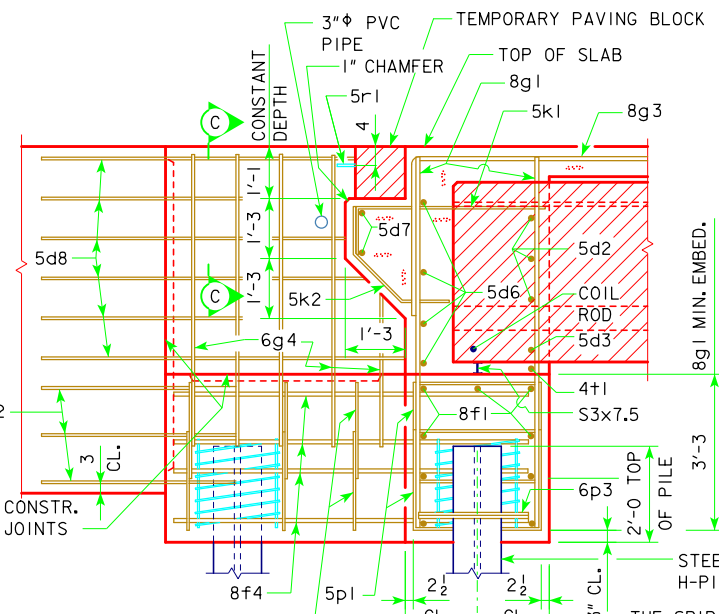 3"φ PVC
PIPE
TEMPORARY PAVING BLOCK
1" CHAMFER
TOP OF SLAB
8g1
5r1
5k1
8g3
CONSTANT
DEPTH
4
C
1'-1
1'-3
5d7
5d2
5d8
1'-3
C
5k2
5d6
COIL
ROD
6g4
1'-3
5d3
8g1 MIN. EMBED.
4t1
8f1
S3x7.5
3
CL.
3'-3
2'-0 TOP
OF PILE
6p3
CONSTR.
JOINTS
8f4
5p1
2½
2½
CL.
STEE
H-PI